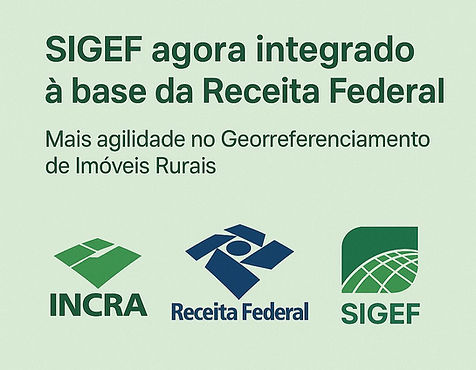 SIGEF agora integrado
à base da Receita Federal
Mais agilidade no Georreferenciamento
de Imóveis Rurais
INCRA
Receita Federal
SIGEF